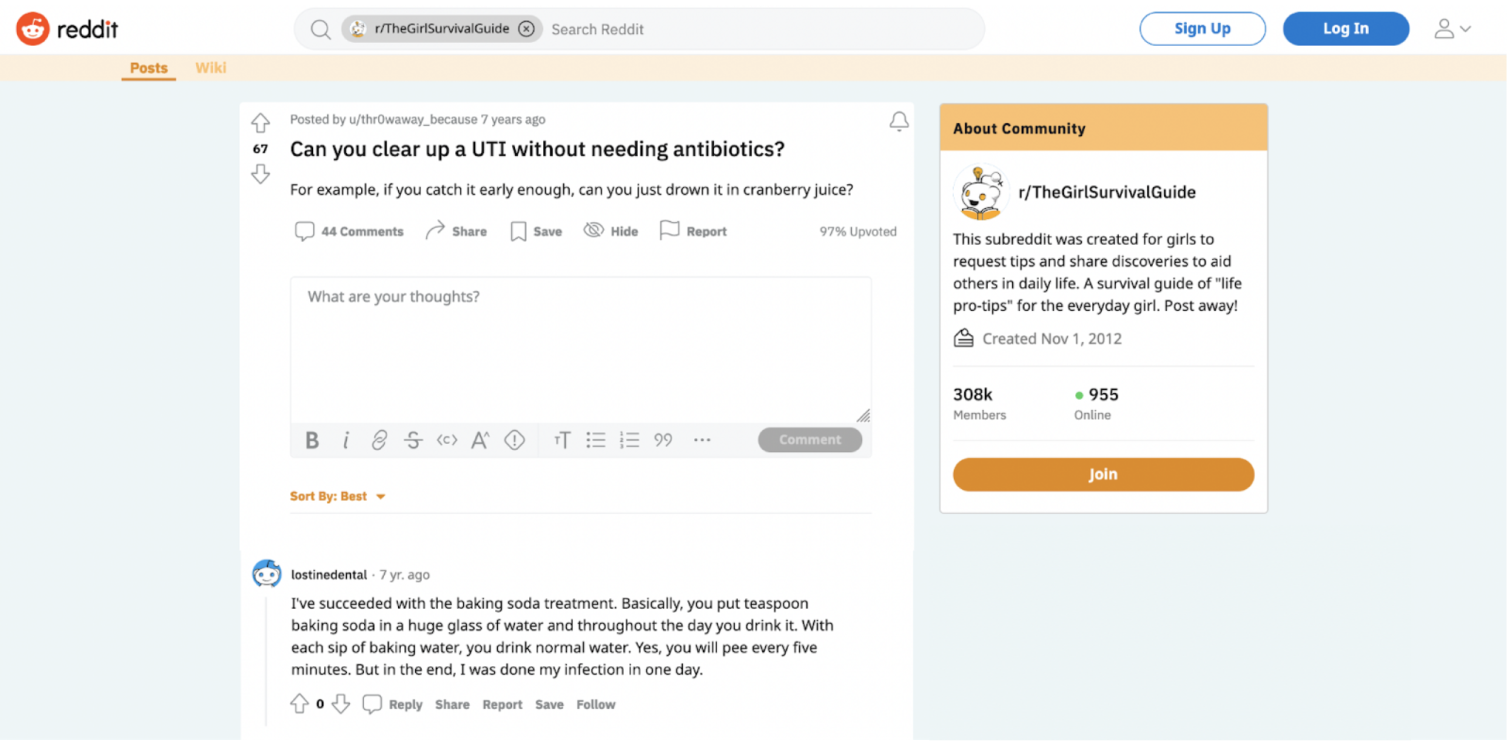 reddit
r/TheGirlSurvivalGuide
Search Reddit
Sign Up
Log In
Posts
Wiki
Posted by u/thr0waway_because 7 years ago
67
Can you clear up a UTI without needing antibiotics?
For example, if you catch it early enough, can you just drown it in cranberry juice?
44 Comments
Share
Save
Hide
Report
97% Upvoted
What are your thoughts?
B i S <c> A^ T T 99 ...
Comment
Sort By: Best
lostinedental · 7 yr. ago
I've succeeded with the baking soda treatment. Basically, you put teaspoon
baking soda in a huge glass of water and throughout the day you drink it. With
each sip of baking water, you drink normal water. Yes, you will pee every five
minutes. But in the end, I was done my infection in one day.
0
Reply
Share
Report
Save
Follow
About Community
r/TheGirlSurvivalGuide
This subreddit was created for girls to
request tips and share discoveries to aid
others in daily life. A survival guide of "life
pro-tips" for the everyday girl. Post away!
Created Nov 1, 2012
308k
Members
955
Online
Join